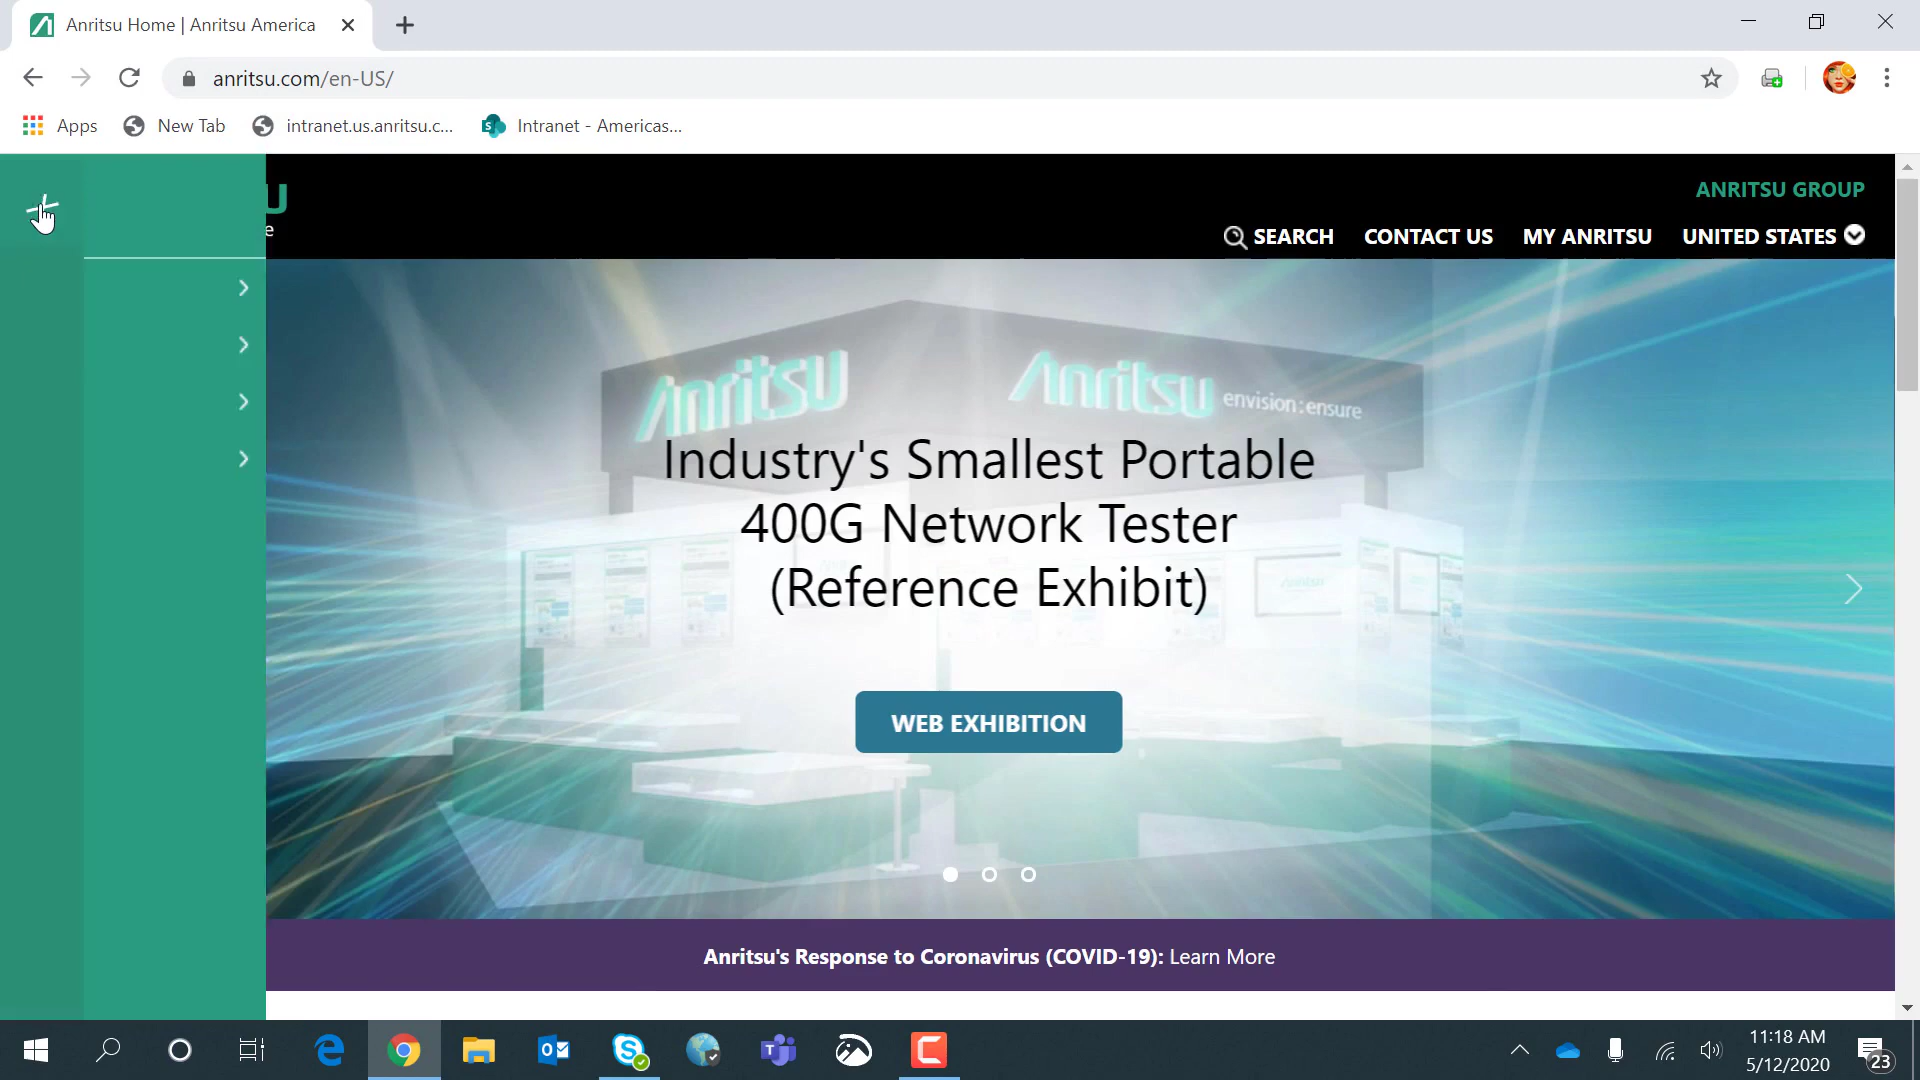 Anritsu Home | Anritsu America
anritsu.com/en-US/
Apps
New Tab
intranet.us.anritsu.c...
Intranet - Americas...
U
e
ANRITSU GROUP
SEARCH
CONTACT US
MY ANRITSU
UNITED STATES
Anritsu
Anritsu envision:ensure
Industry's Smallest Portable
400G Network Tester
(Reference Exhibit)
WEB EXHIBITION
Anritsu's Response to Coronavirus (COVID-19): Learn More
11:18 AM
5/12/2020
23